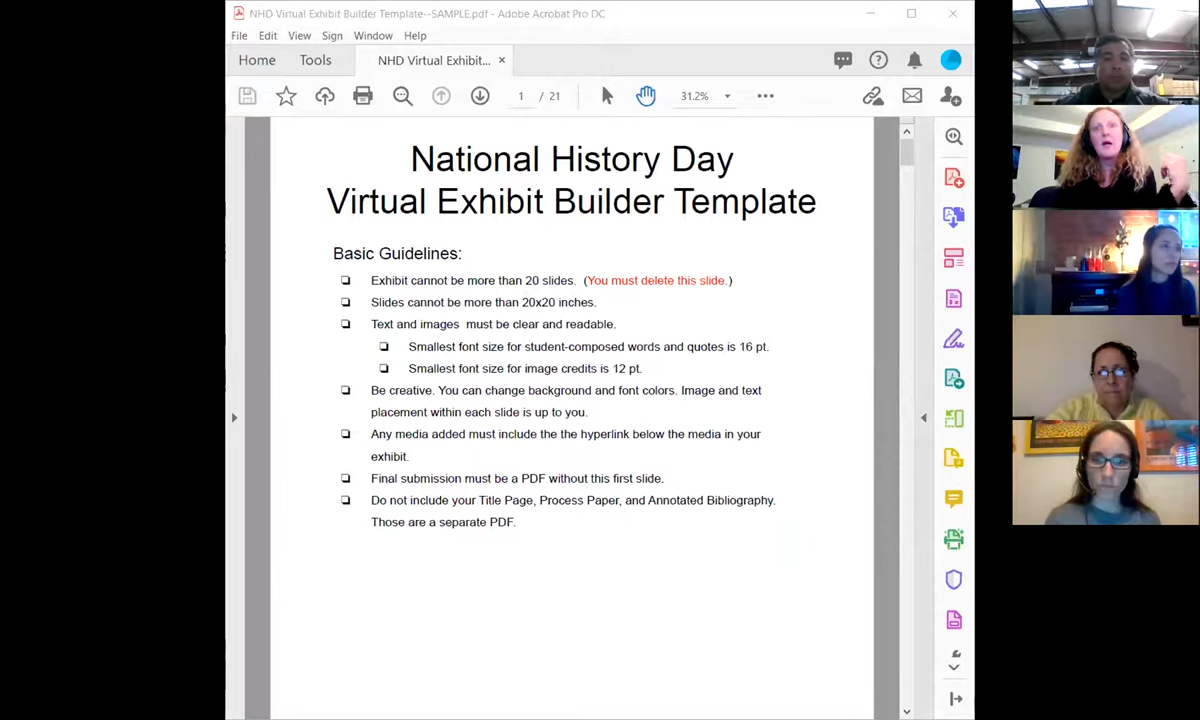 NHD Virtual Exhibit Builder Template--SAMPLE.pdf - Adobe Acrobat Pro DC
File Edit View Sign Window Help
Home Tools NHD Virtual Exhibit... ×
1 / 21 31.2%
National History Day
Virtual Exhibit Builder Template
Basic Guidelines:
Exhibit cannot be more than 20 slides. (You must delete this slide.)
Slides cannot be more than 20x20 inches.
Text and images must be clear and readable.
Smallest font size for student-composed words and quotes is 16 pt.
Smallest font size for image credits is 12 pt.
Be creative. You can change background and font colors. Image and text
placement within each slide is up to you.
Any media added must include the the hyperlink below the media in your
exhibit.
Final submission must be a PDF without this first slide.
Do not include your Title Page, Process Paper, and Annotated Bibliography.
Those are a separate PDF.